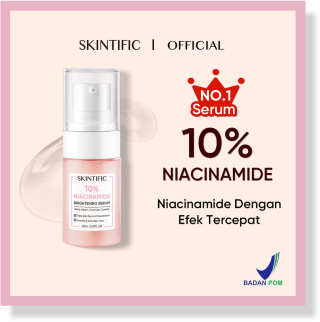 SKINTIFIC | OFFICIAL
NO.1
Serum
10%
NIACINAMIDE
Niacinamide Dengan
Efek Tercepat
SKINTIFIC
10%
NIACINAMIDE
BRIGHTENING SERUM
BADAN POM